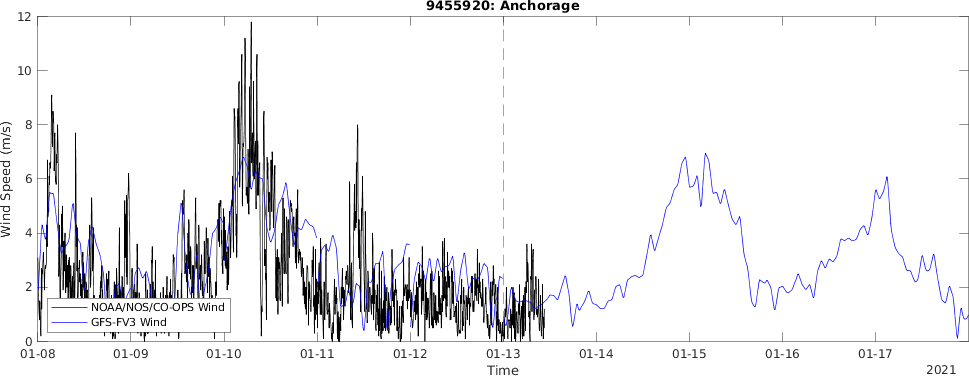 9455920: Anchorage
12
10
8
6
4
2
0
Wind Speed (m/s)
NOAA/NOS/CO-OPS Wind
GFS-FV3 Wind
01-08 01-09 01-10 01-11 01-12 01-13 01-14 01-15 01-16 01-17
Time
2021